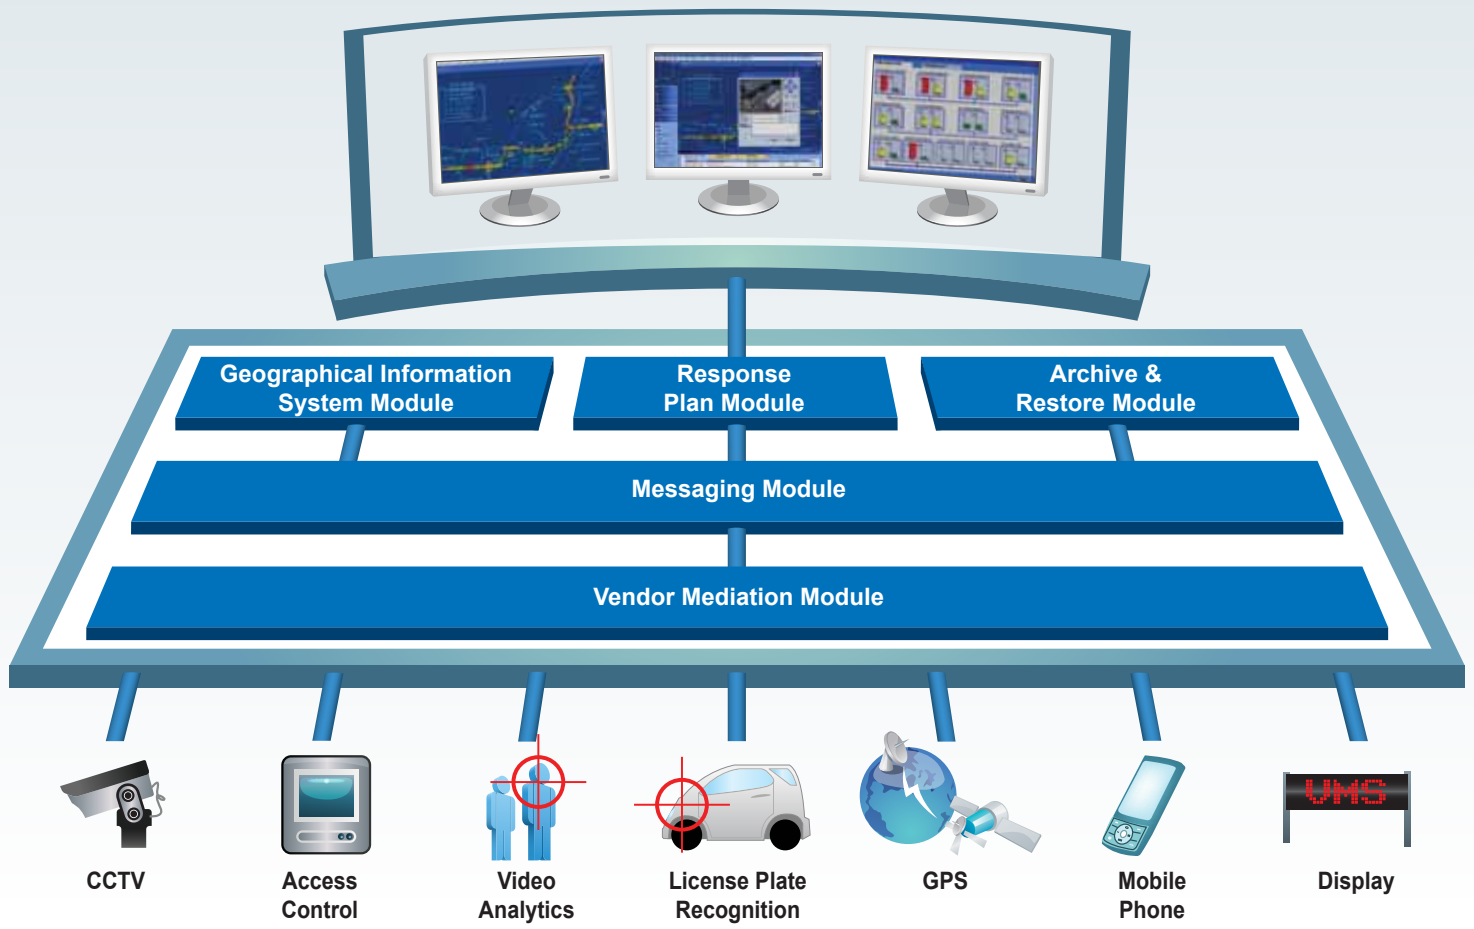 Geographical Information
System Module
Response
Plan Module
Archive &
Restore Module
Messaging Module
Vendor Mediation Module
VMS
CCTV
Access
Control
Video
Analytics
License Plate
Recognition
GPS
Mobile
Phone
Display